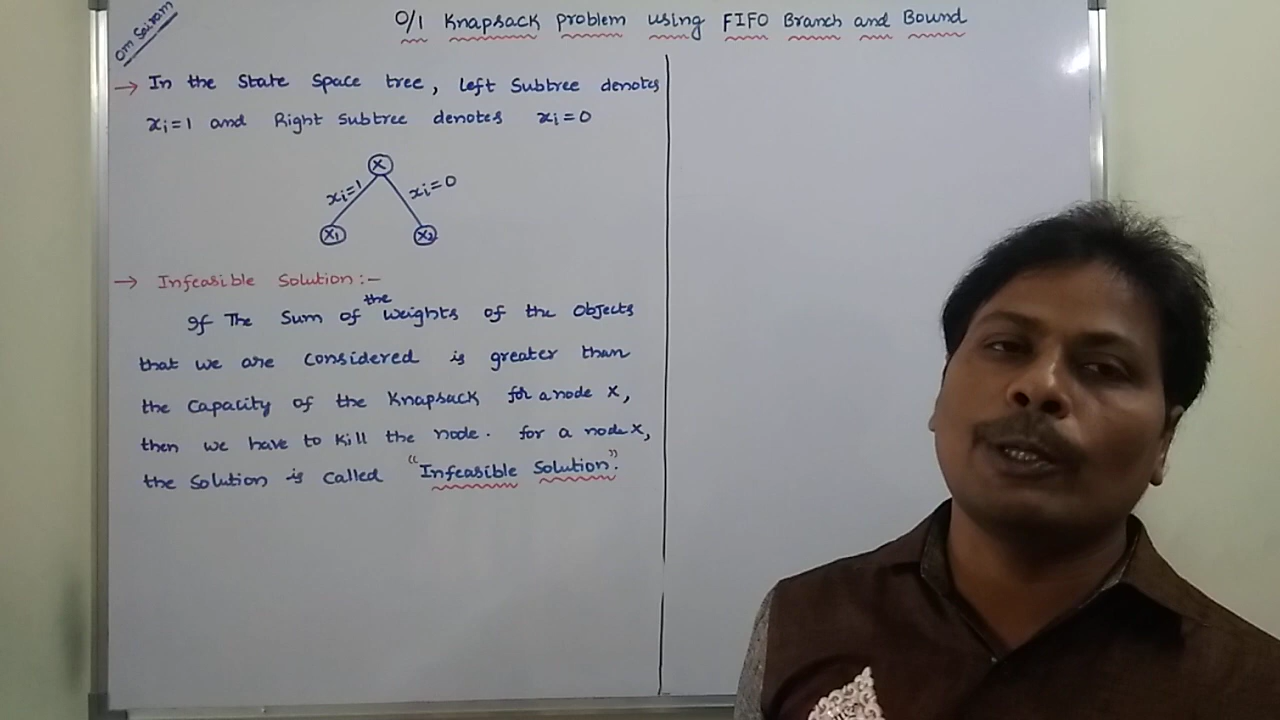 Om Sairam
0/1 Knapsack problem using FIFO Branch and Bound
→ In the State Space tree, left Subtree denotes
xi=1 and Right Subtree denotes xi=0
X
xi=1 xi=0
X1 X2
→ Infeasible Solution:-
If The Sum of the weights of the objects
that we are considered is greater than
the capacity of the Knapsack for a node X,
then we have to kill the node. for a node X,
the solution is called "Infeasible Solution".